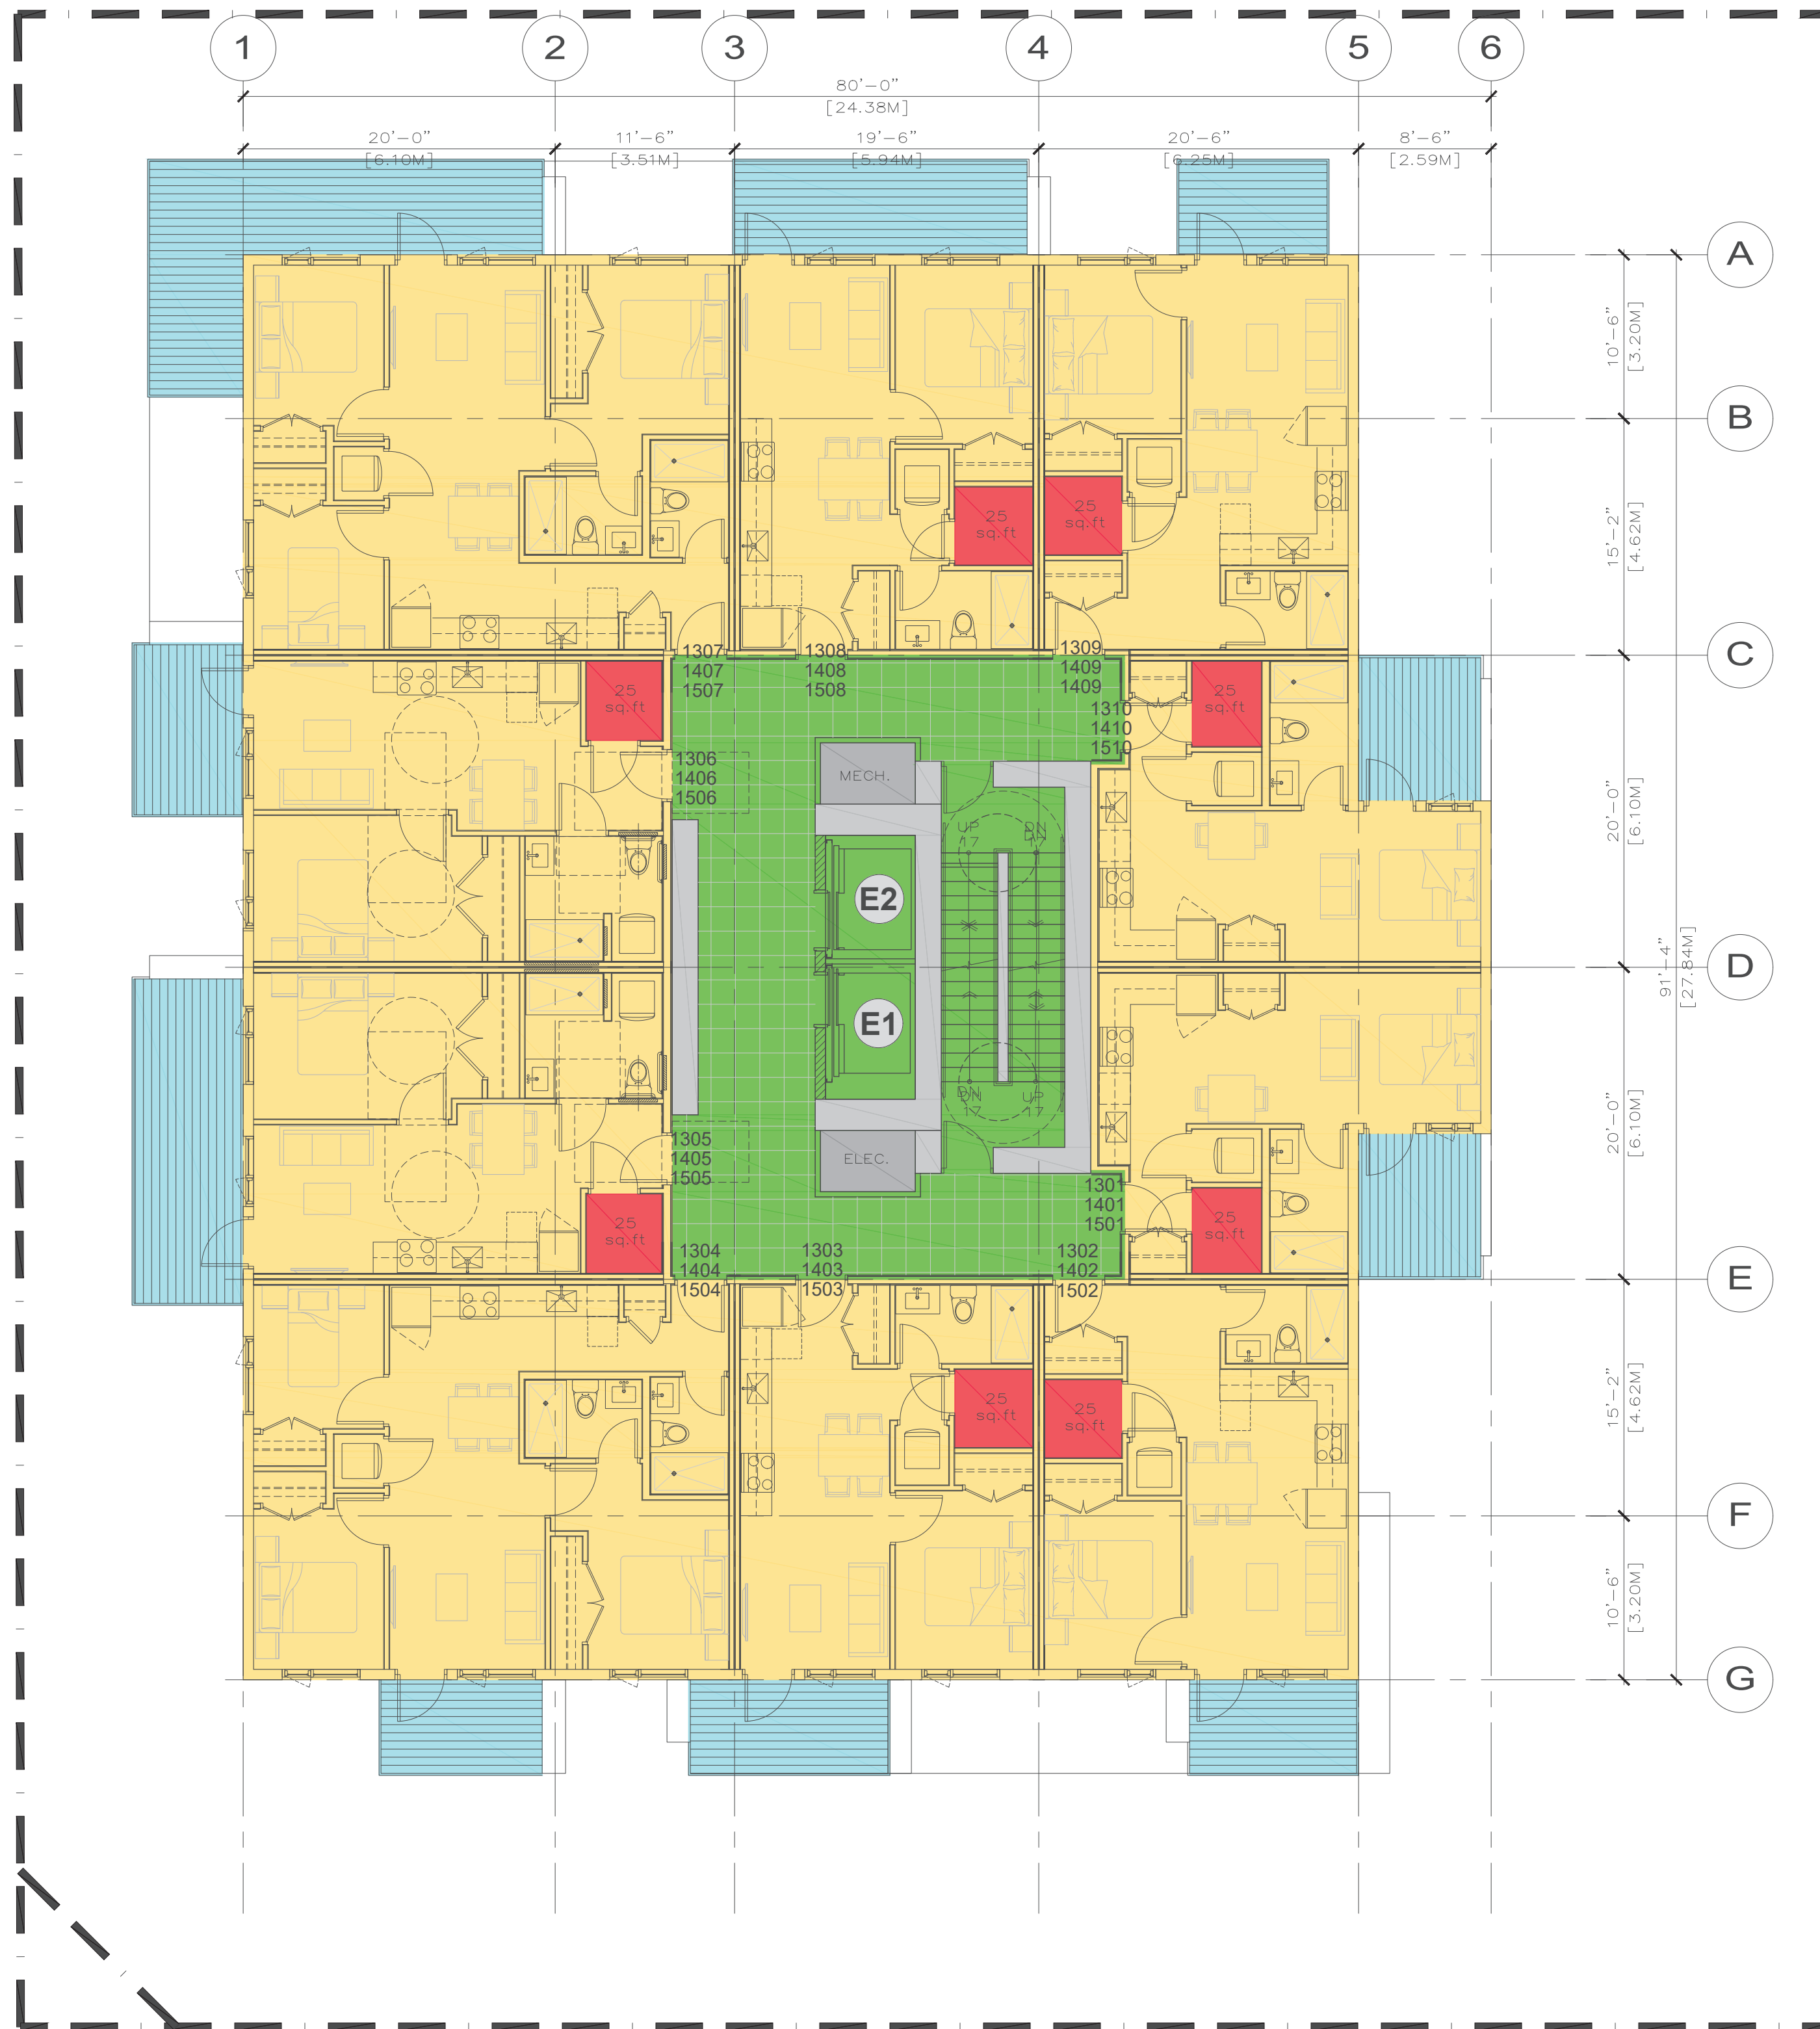 1
2
3
4
5
6
80'-0"
[24.38M]
20'-0"
[6.10M]
11'-6"
[3.51M]
19'-6"
[5.94M]
20'-6"
[6.25M]
8'-6"
[2.59M]
A
10'-6"
[3.20M]
B
25
sq.ft
25
sq.ft
15'-2"
[4.62M]
1307
1407
1507
1308
1408
1508
1309
1409
1409
C
25
sq.ft
25
sq.ft
1310
1410
1510
1306
1406
1506
MECH.
UP
17
DN
DN
17
20'-0"
[6.10M]
E2
D
91'-4"
[27.84M]
E1
DN
DN
17
UP
17
20'-0"
[6.10M]
1305
1405
1505
ELEC.
1301
1401
1501
25
sq.ft
25
sq.ft
1304
1404
1504
1303
1403
1503
1302
1402
1502
E
25
sq.ft
25
sq.ft
15'-2"
[4.62M]
F
10'-6"
[3.20M]
G